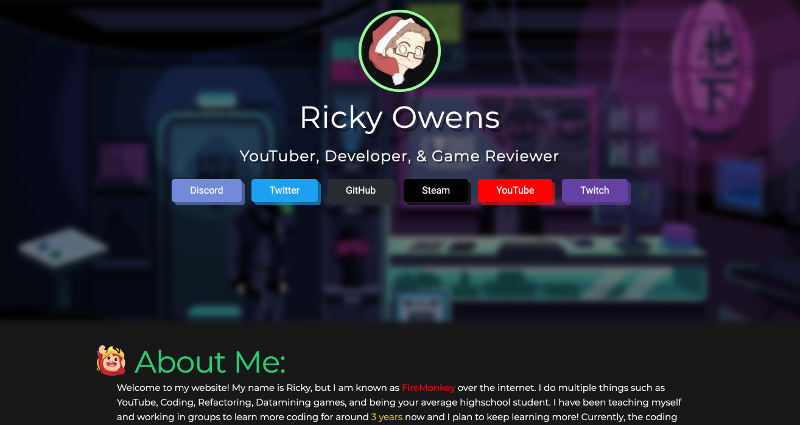 地下
Ricky Owens
YouTuber, Developer, & Game Reviewer
Discord
Twitter
GitHub
Steam
YouTube
Twitch
About Me:
Welcome to my website! My name is Ricky, but I am known as FIreMonkey over the internet. I do multiple things such as
YouTube, Coding, Refactoring, Datamining games, and being your average highschool student. I have been teaching myself
and working in groups to learn more coding for around 3 years now and I plan to keep learning more! Currently, the coding